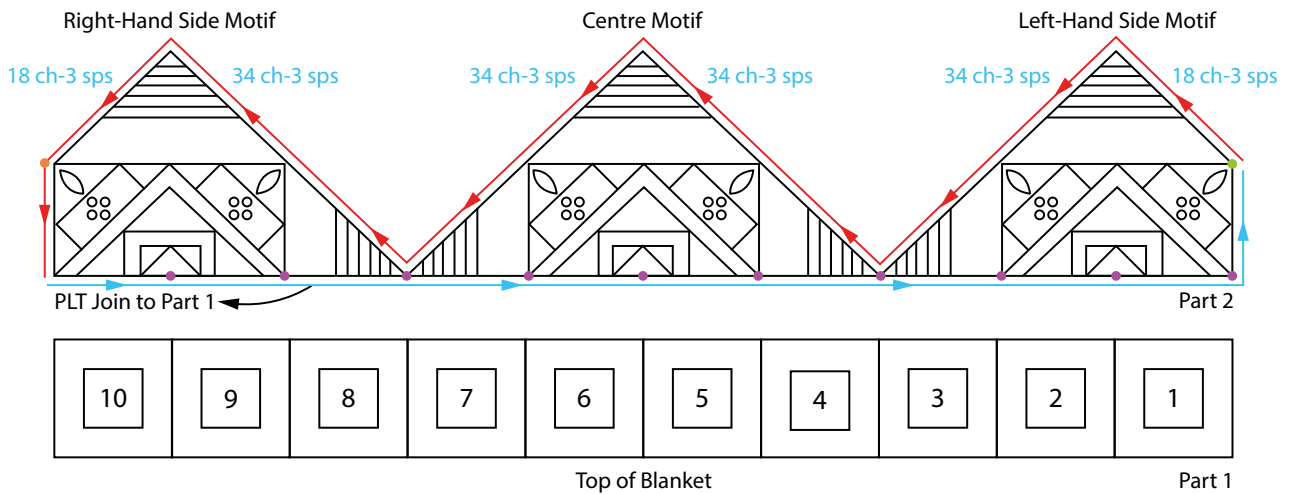 Right-Hand Side Motif
Centre Motif
Left-Hand Side Motif
18 ch-3 sps
34 ch-3 sps
34 ch-3 sps
34 ch-3 sps
34 ch-3 sps
18 ch-3 sps
PLT Join to Part 1
Part 2
10
9
8
7
6
5
4
3
2
1
Top of Blanket
Part 1